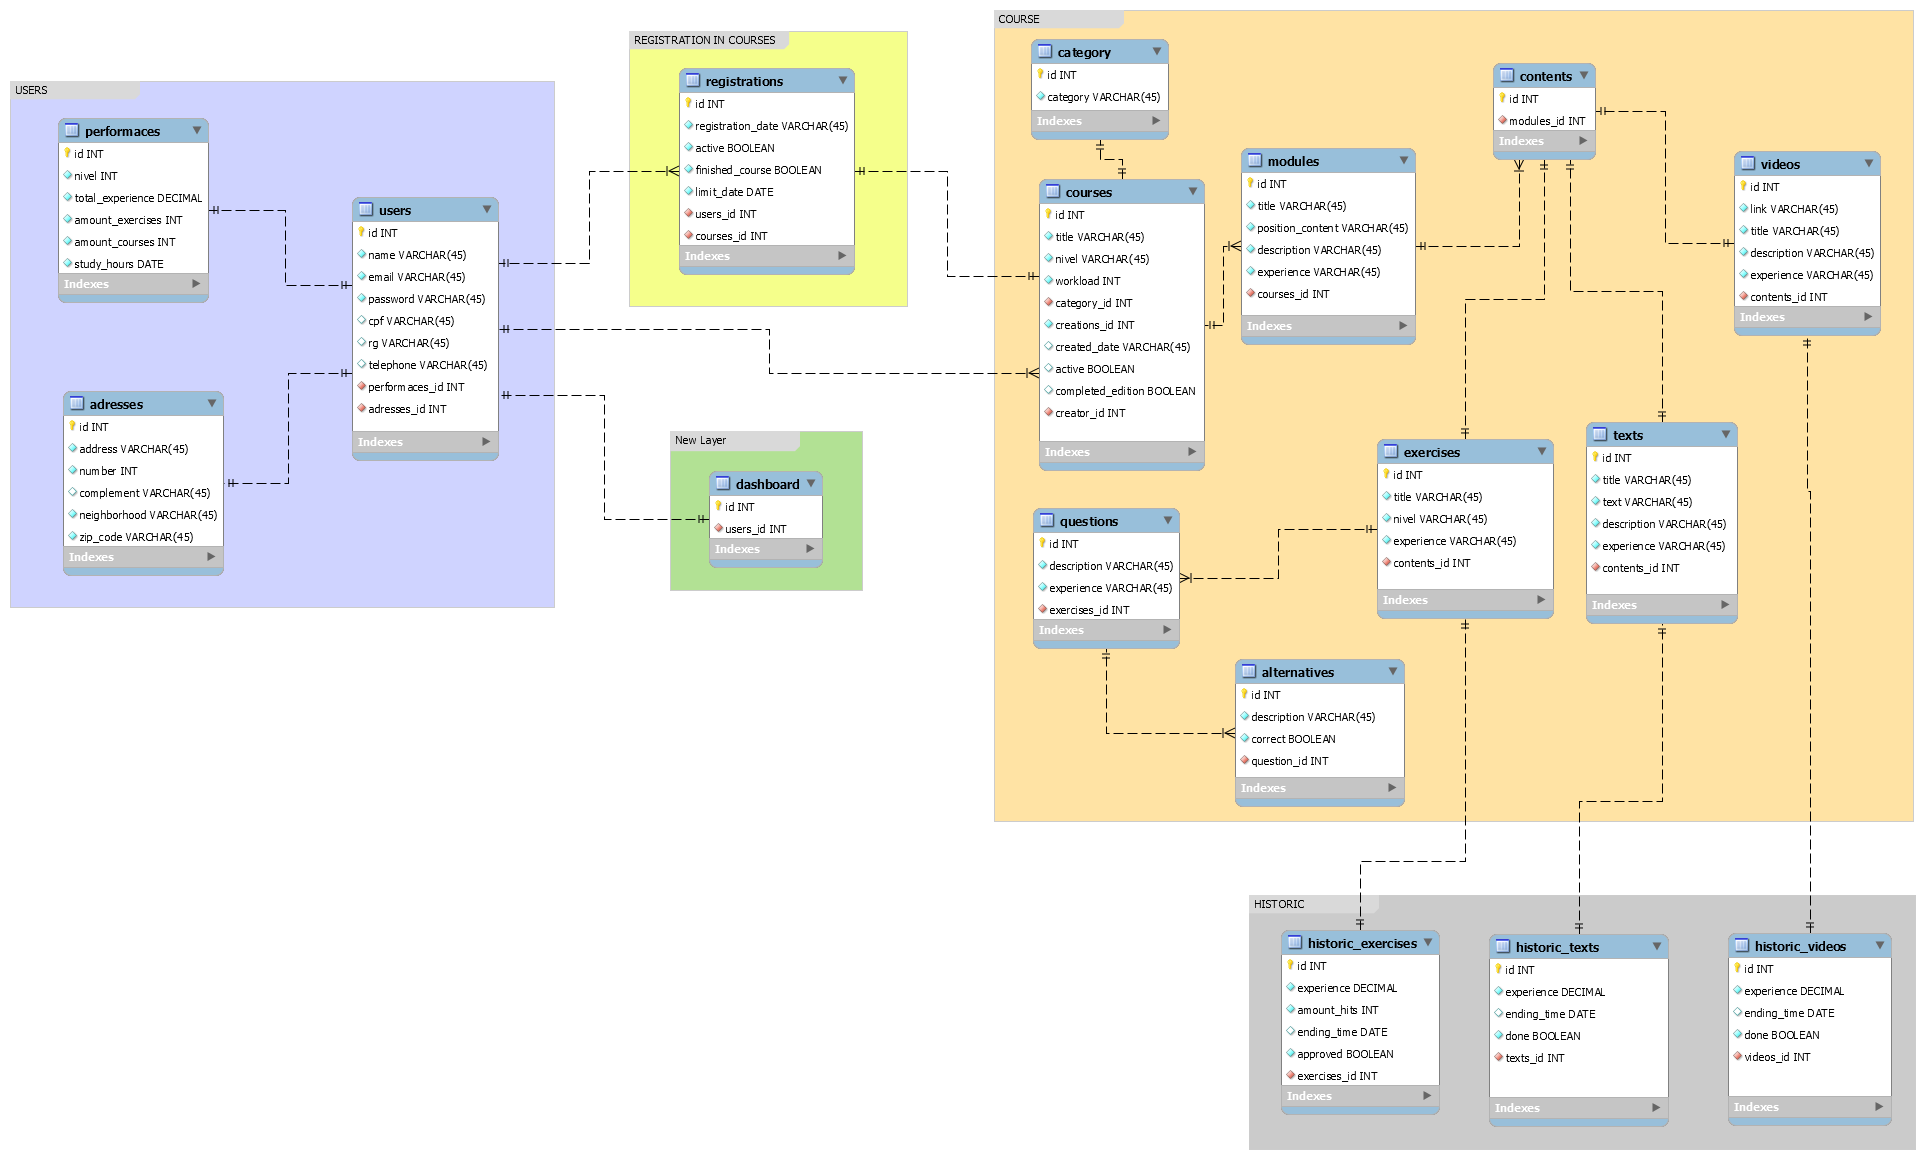 USERS
performaces
id INT
nivel INT
total_experience DECIMAL
amount_exercises INT
amount_courses INT
study_hours DATE
Indexes
users
id INT
name VARCHAR(45)
email VARCHAR(45)
password VARCHAR(45)
cpf VARCHAR(45)
rg VARCHAR(45)
telephone VARCHAR(45)
performaces_id INT
adresses_id INT
Indexes
adresses
id INT
address VARCHAR(45)
number INT
complement VARCHAR(45)
neighborhood VARCHAR(45)
zip_code VARCHAR(45)
Indexes
REGISTRATION IN COURSES
registrations
id INT
registration_date VARCHAR(45)
active BOOLEAN
finished_course BOOLEAN
limit_date DATE
users_id INT
courses_id INT
Indexes
New Layer
dashboard
id INT
users_id INT
Indexes
COURSE
category
id INT
category VARCHAR(45)
Indexes
courses
id INT
title VARCHAR(45)
nivel VARCHAR(45)
workload INT
category_id INT
creations_id INT
created_date VARCHAR(45)
active BOOLEAN
completed_edition BOOLEAN
creator_id INT
Indexes
modules
id INT
title VARCHAR(45)
position_content VARCHAR(45)
description VARCHAR(45)
experience VARCHAR(45)
courses_id INT
Indexes
contents
id INT
modules_id INT
Indexes
videos
id INT
link VARCHAR(45)
title VARCHAR(45)
description VARCHAR(45)
experience VARCHAR(45)
contents_id INT
Indexes
exercises
id INT
title VARCHAR(45)
nivel VARCHAR(45)
experience VARCHAR(45)
contents_id INT
Indexes
texts
id INT
title VARCHAR(45)
text VARCHAR(45)
description VARCHAR(45)
experience VARCHAR(45)
contents_id INT
Indexes
questions
id INT
description VARCHAR(45)
experience VARCHAR(45)
exercises_id INT
Indexes
alternatives
id INT
description VARCHAR(45)
correct BOOLEAN
question_id INT
Indexes
HISTORIC
historic_exercises
id INT
experience DECIMAL
amount_hits INT
ending_time DATE
approved BOOLEAN
exercises_id INT
Indexes
historic_texts
id INT
experience DECIMAL
ending_time DATE
done BOOLEAN
texts_id INT
Indexes
historic_videos
id INT
experience DECIMAL
ending_time DATE
done BOOLEAN
videos_id INT
Indexes